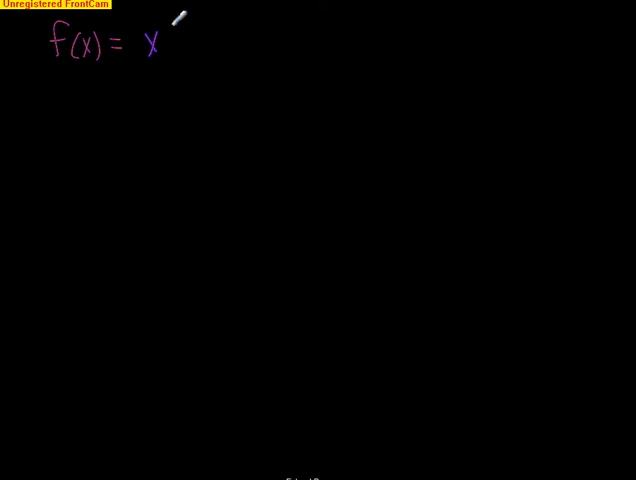 Unregistered FrontCam
f(x) = x